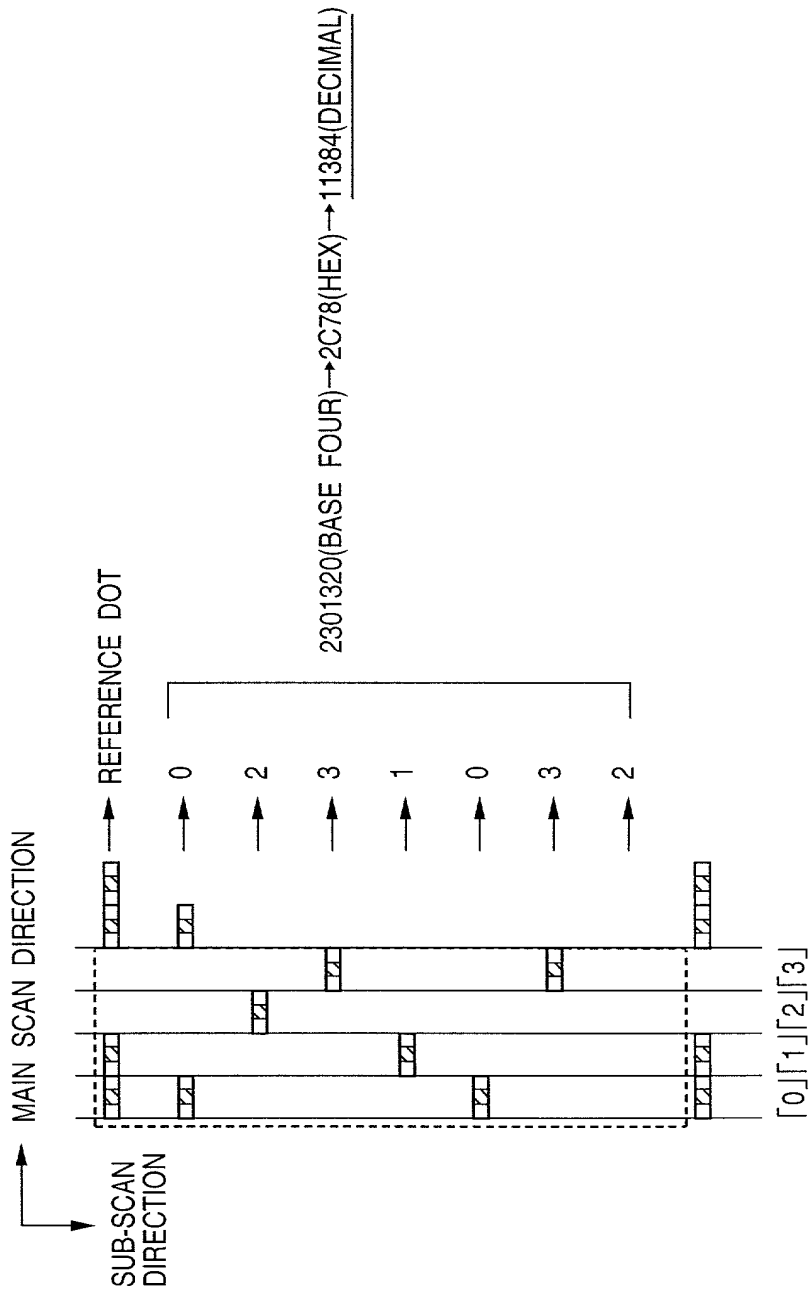 MAIN SCAN DIRECTION
SUB-SCAN
DIRECTION
REFERENCE DOT
0
2
3
1
0
3
2
2301320(BASE FOUR)→2C78(HEX)→11384(DECIMAL)
「0」「1」「2」「3」